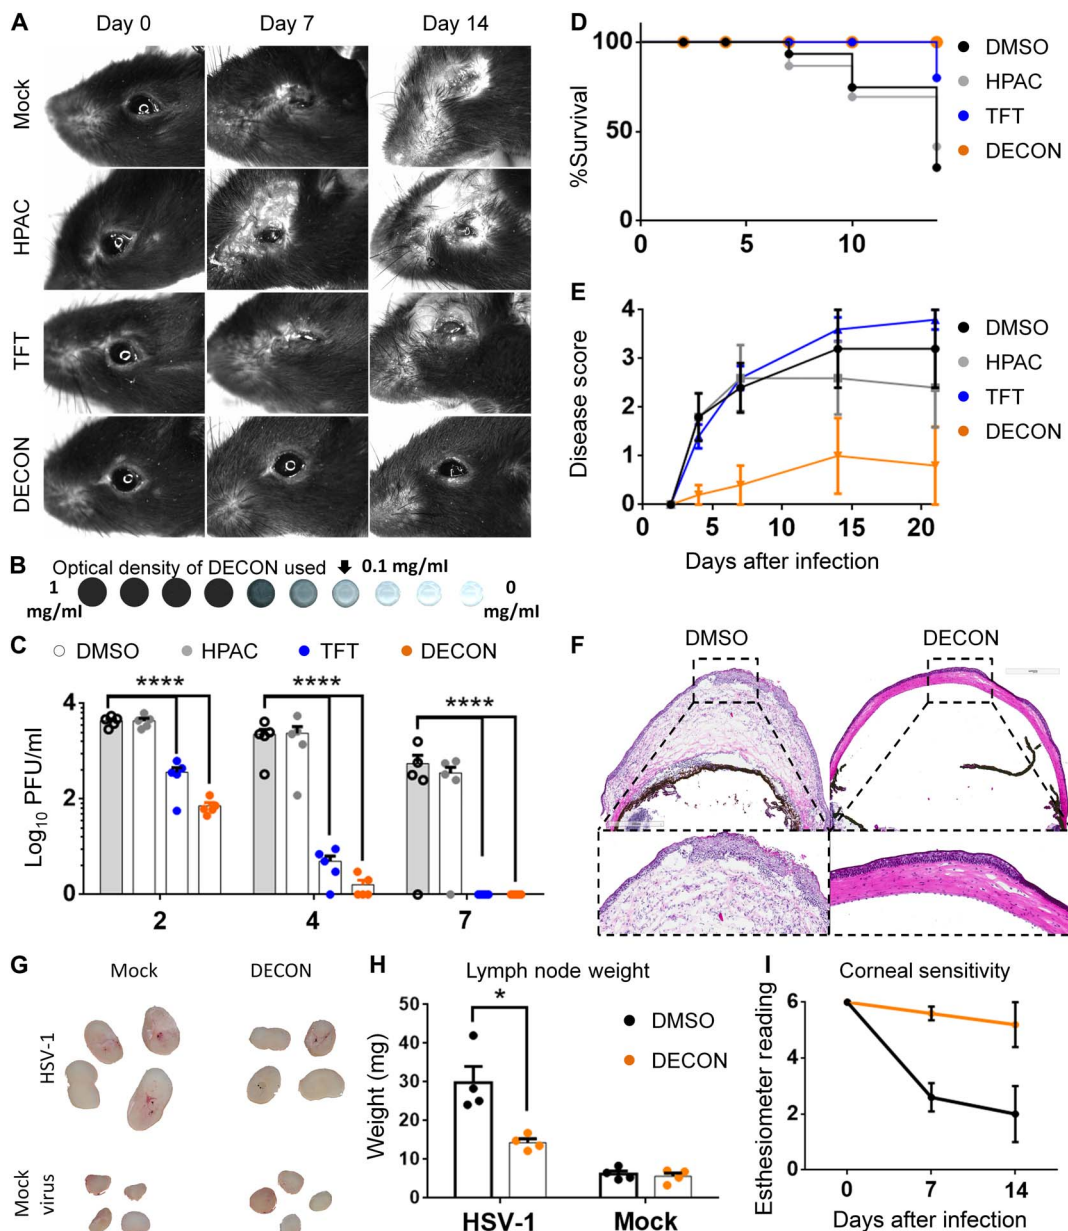 A
Day 0
Day 7
Day 14
Mock
HPAC
TFT
DECON
B
Optical density of DECON used
0.1 mg/ml
1
mg/ml
0
mg/ml
C
DMSO
HPAC
TFT
DECON
****
****
****
Log10 PFU/ml
4
2
0
2
4
7
D
%Survival
100
50
0
0
5
10
DMSO
HPAC
TFT
DECON
E
Disease score
4
3
2
1
0
0
5
10
15
20
Days after infection
DMSO
HPAC
TFT
DECON
F
DMSO
DECON
G
Mock
DECON
HSV-1
Mock
virus
H
Lymph node weight
Weight (mg)
50
40
30
20
10
0
*
DMSO
DECON
HSV-1
Mock
I
Corneal sensitivity
Esthesiometer reading
6
4
2
0
0
7
14
Days after infection